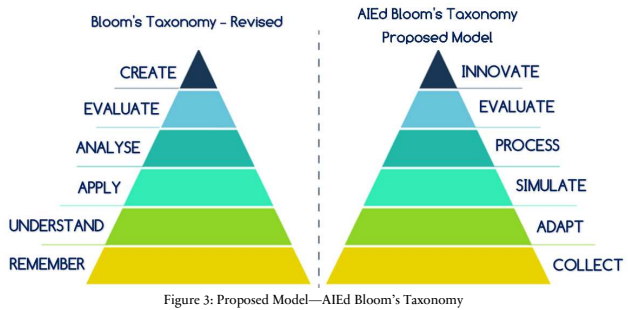 Bloom's Taxonomy – Revised
CREATE
EVALUATE
ANALYSE
APPLY
UNDERSTAND
REMEMBER
AIEd Bloom's Taxonomy
Proposed Model
INNOVATE
EVALUATE
PROCESS
SIMULATE
ADAPT
COLLECT
Figure 3: Proposed Model—AIEd Bloom's Taxonomy